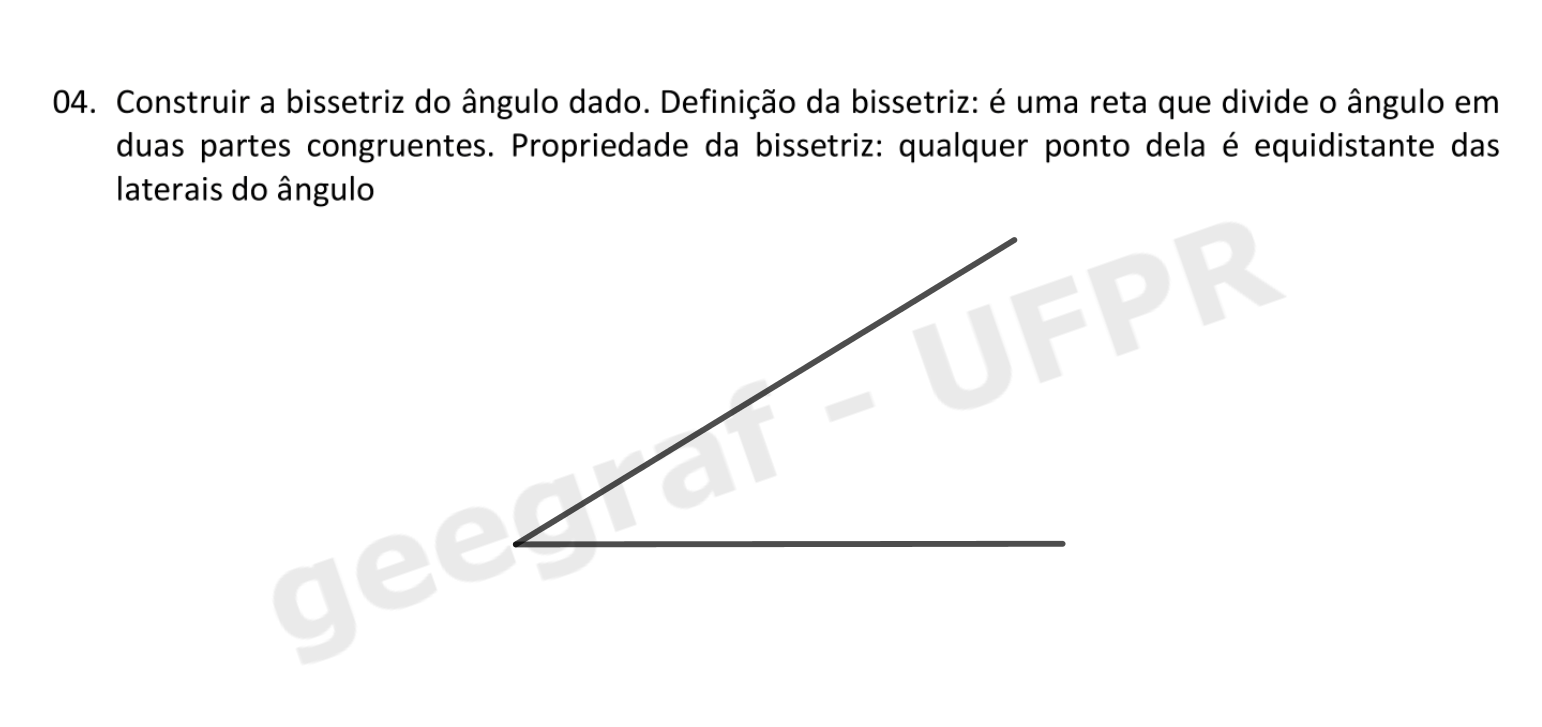 04. Construir a bissetriz do ângulo dado. Definição da bissetriz: é uma reta que divide o ângulo em
duas partes congruentes. Propriedade da bissetriz: qualquer ponto dela é equidistante das
laterais do ângulo
geegraf - UFPR